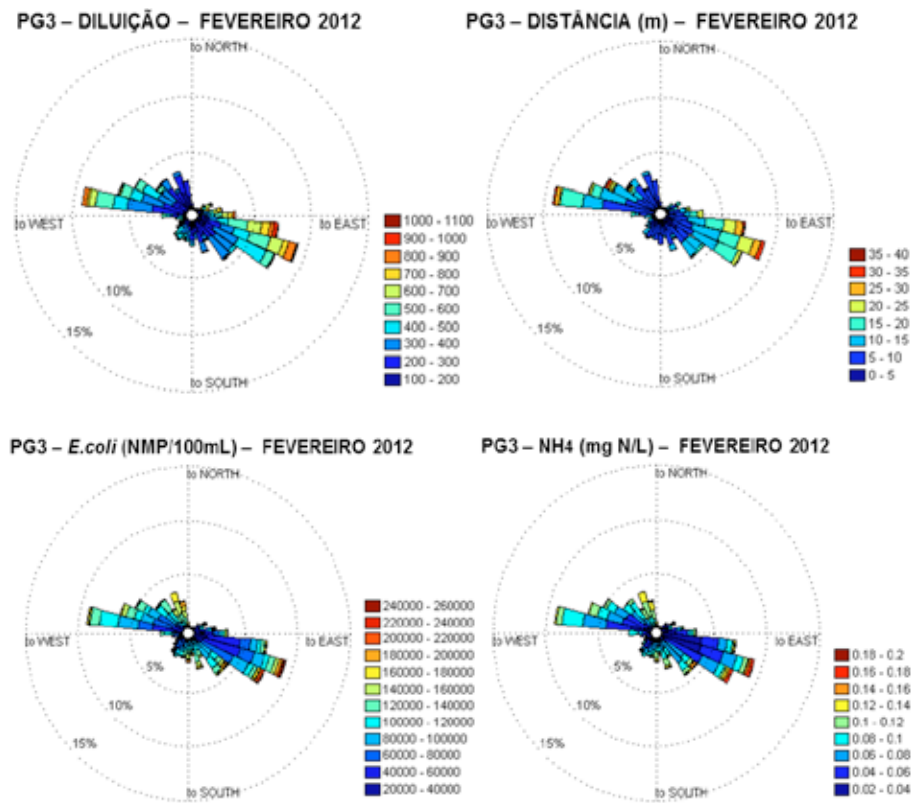 PG3 – DILUIÇÃO – FEVEREIRO 2012
to NORTH
to WEST
to EAST
5%
10%
15%
to SOUTH
1000 - 1100
900 - 1000
800 - 900
700 - 800
600 - 700
500 - 600
400 - 500
300 - 400
200 - 300
100 - 200
PG3 – DISTÂNCIA (m) – FEVEREIRO 2012
to NORTH
to WEST
to EAST
5%
10%
15%
to SOUTH
35 - 40
30 - 35
25 - 30
20 - 25
15 - 20
10 - 15
5 - 10
0 - 5
PG3 – E.coli (NMP/100mL) – FEVEREIRO 2012
to NORTH
to WEST
to EAST
5%
10%
15%
to SOUTH
240000 - 260000
220000 - 240000
200000 - 220000
180000 - 200000
160000 - 180000
140000 - 160000
120000 - 140000
100000 - 120000
80000 - 100000
60000 - 80000
40000 - 60000
20000 - 40000
PG3 – NH4 (mg N/L) – FEVEREIRO 2012
to NORTH
to WEST
to EAST
5%
10%
15%
to SOUTH
0.18 - 0.2
0.16 - 0.18
0.14 - 0.16
0.12 - 0.14
0.1 - 0.12
0.08 - 0.1
0.06 - 0.08
0.04 - 0.06
0.02 - 0.04